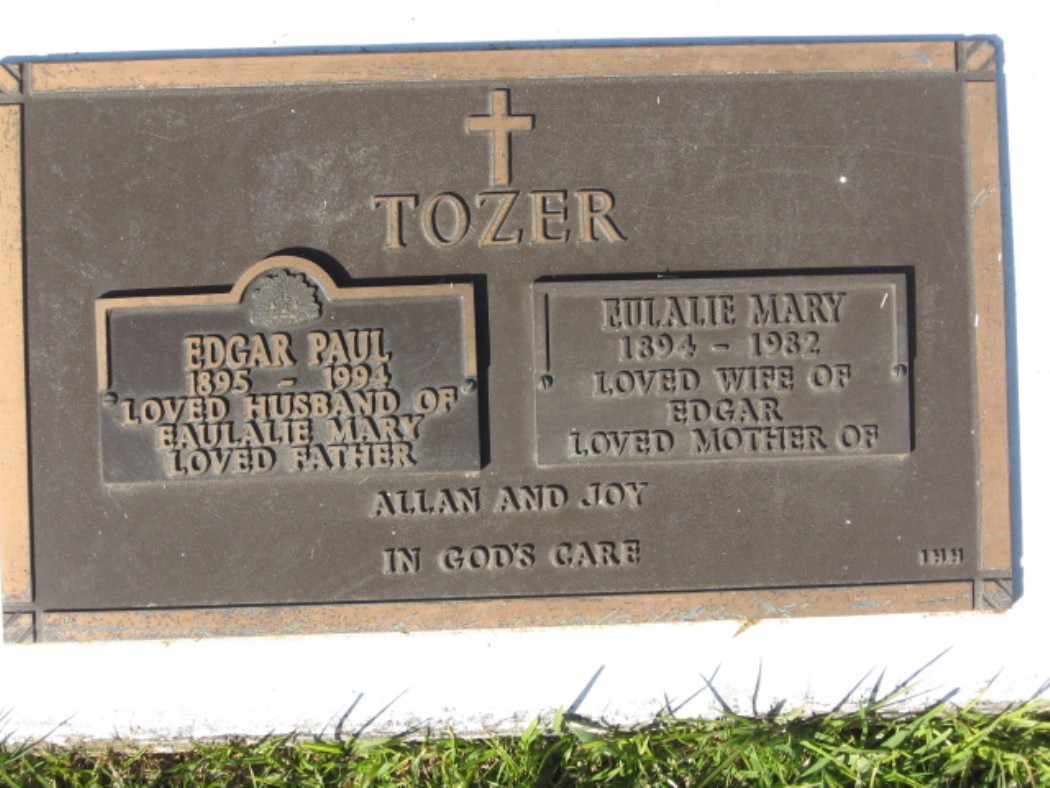 TOZER
EDGAR PAUL
1895 - 1994
LOVED HUSBAND OF
EAULALIE MARY
LOVED FATHER
EULALIE MARY
1894 - 1982
LOVED WIFE OF
EDGAR
LOVED MOTHER OF
ALLAN AND JOY
IN GOD'S CARE